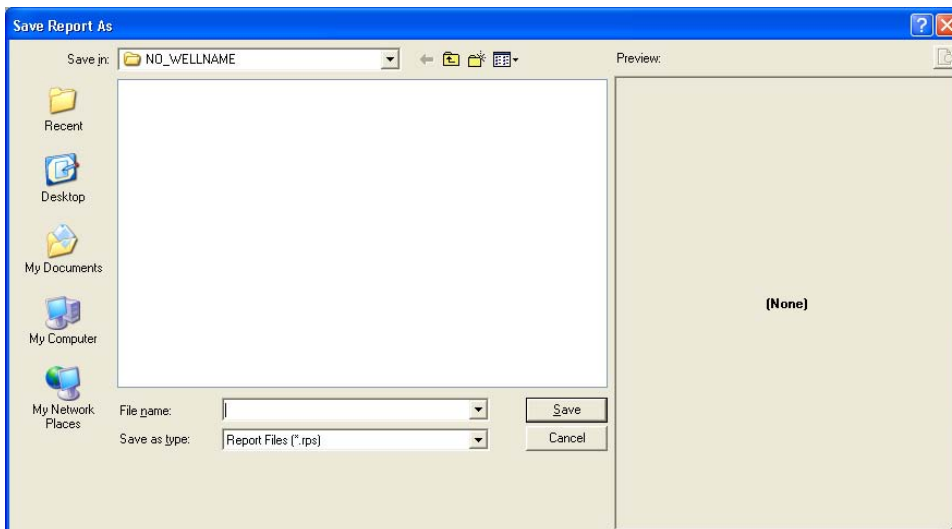 Save Report As
Save in: NO_WELLNAME
Preview:
Recent
Desktop
My Documents
My Computer
My Network
Places
(None)
File name:
Save
Save as type: Report Files (*.rps)
Cancel